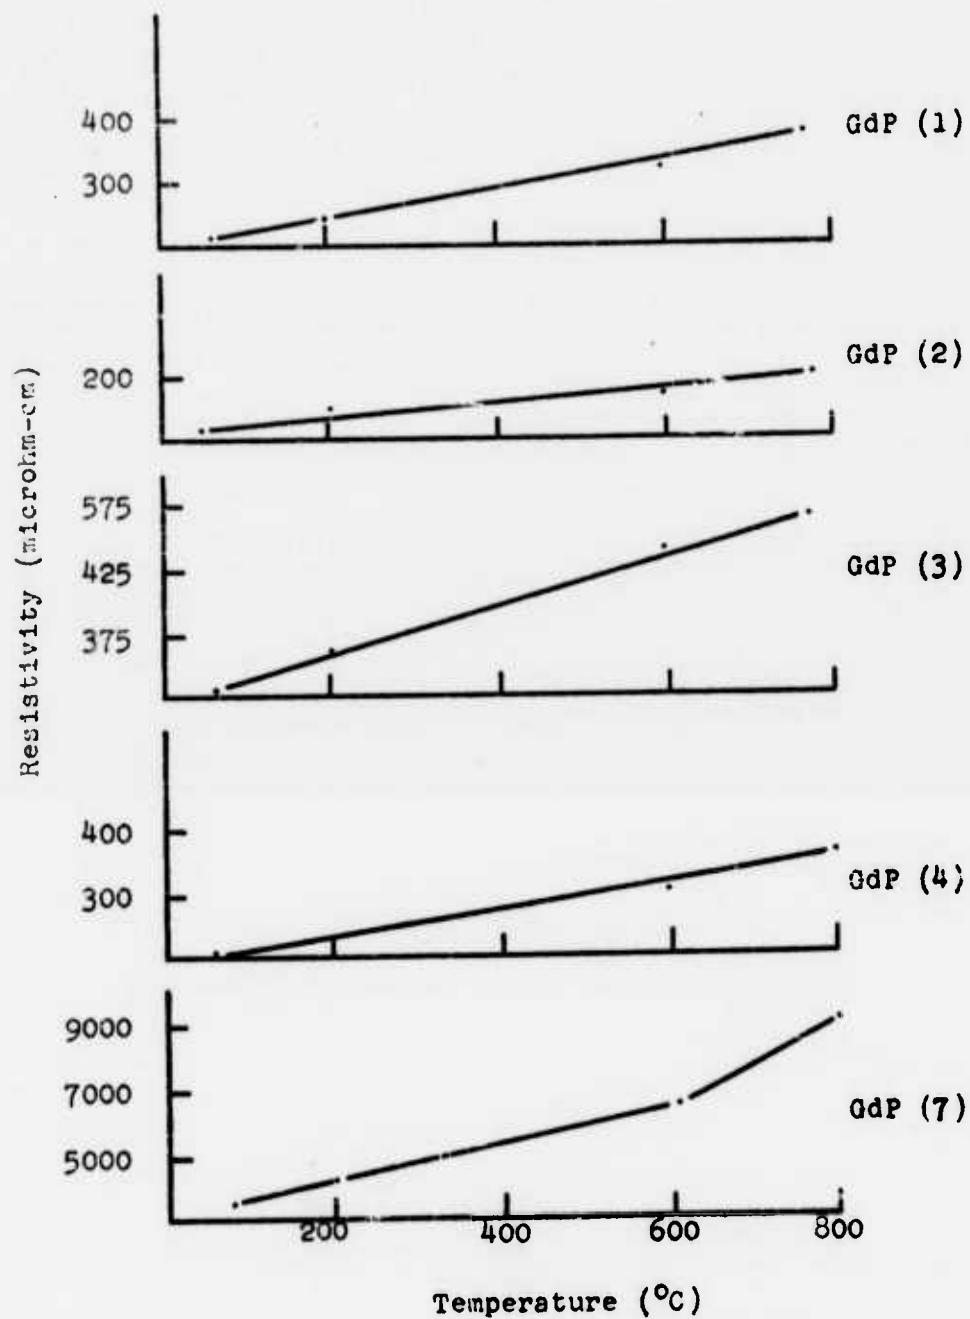 400
300
GdP (1)
200
GdP (2)
575
425
375
GdP (3)
400
300
GdP (4)
9000
7000
5000
GdP (7)
200 400 600 800
Temperature (°C)
Resistivity (microhm-cm)